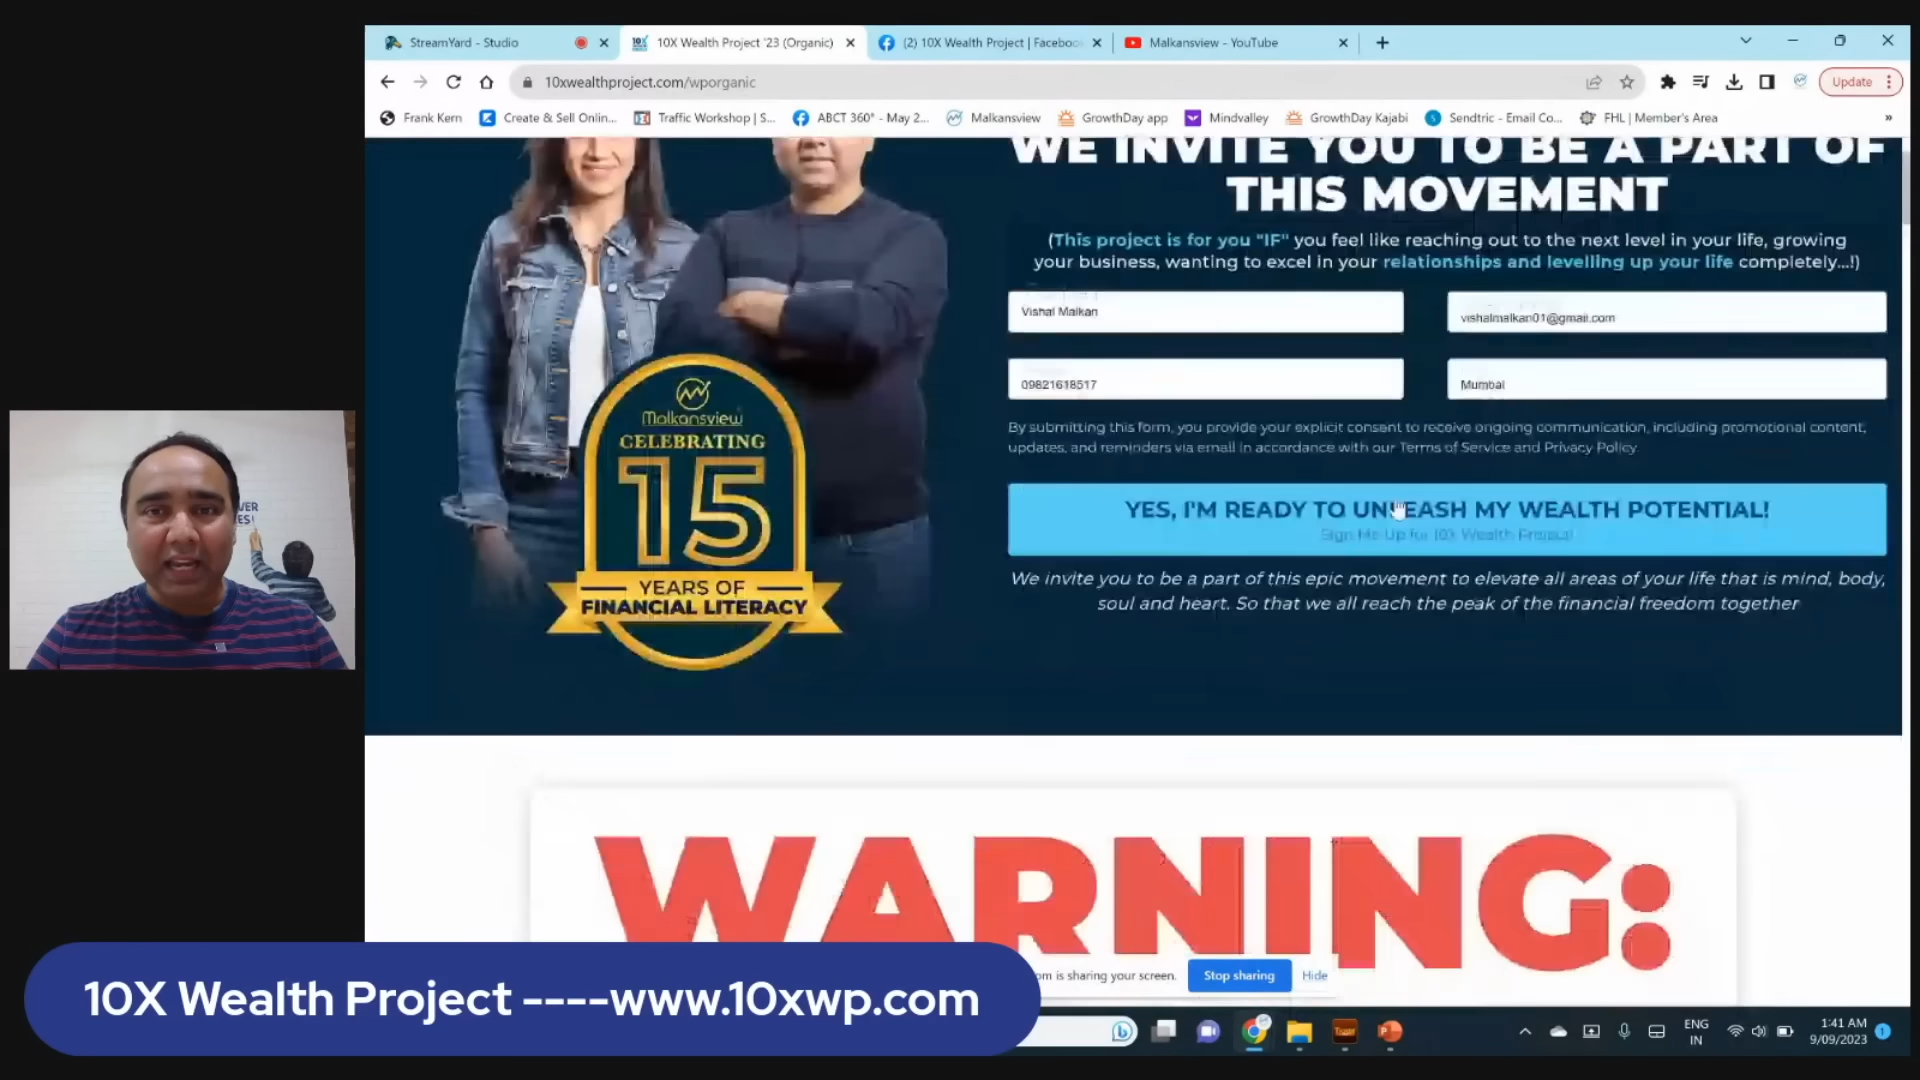 StreamYard - Studio
10X Wealth Project '23 (Organic)
(2) 10X Wealth Project | Facebook
Malkansview - YouTube
10xwealthproject.com/wporganic
Update
Frank Kern
Create & Sell Onlin...
Traffic Workshop | S...
ABCT 360° - May 2...
Malkansview
GrowthDay app
Mindvalley
GrowthDay Kajabi
Sendtric - Email Co...
FHL | Member's Area
»
WE INVITE YOU TO BE A PART OF
THIS MOVEMENT
(This project is for you "IF" you feel like reaching out to the next level in your life, growing
your business, wanting to excel in your relationships and levelling up your life completely...!)
Vishal Malkan
vishalmalkan01@gmail.com
09821618517
Mumbai
By submitting this form, you provide your explicit consent to receive ongoing communication, including promotional content,
updates, and reminders via email in accordance with our Terms of Service and Privacy Policy.
YES, I'M READY TO UNLEASH MY WEALTH POTENTIAL!
Sign Me Up for 10X Wealth Project!
We invite you to be a part of this epic movement to elevate all areas of your life that is mind, body,
soul and heart. So that we all reach the peak of the financial freedom together
Malkansview
CELEBRATING
15
YEARS OF
FINANCIAL LITERACY
WARNING:
om is sharing your screen.
Stop sharing
Hide
10X Wealth Project ----www.10xwp.com
ENG
IN
1:41 AM
9/09/2023
1